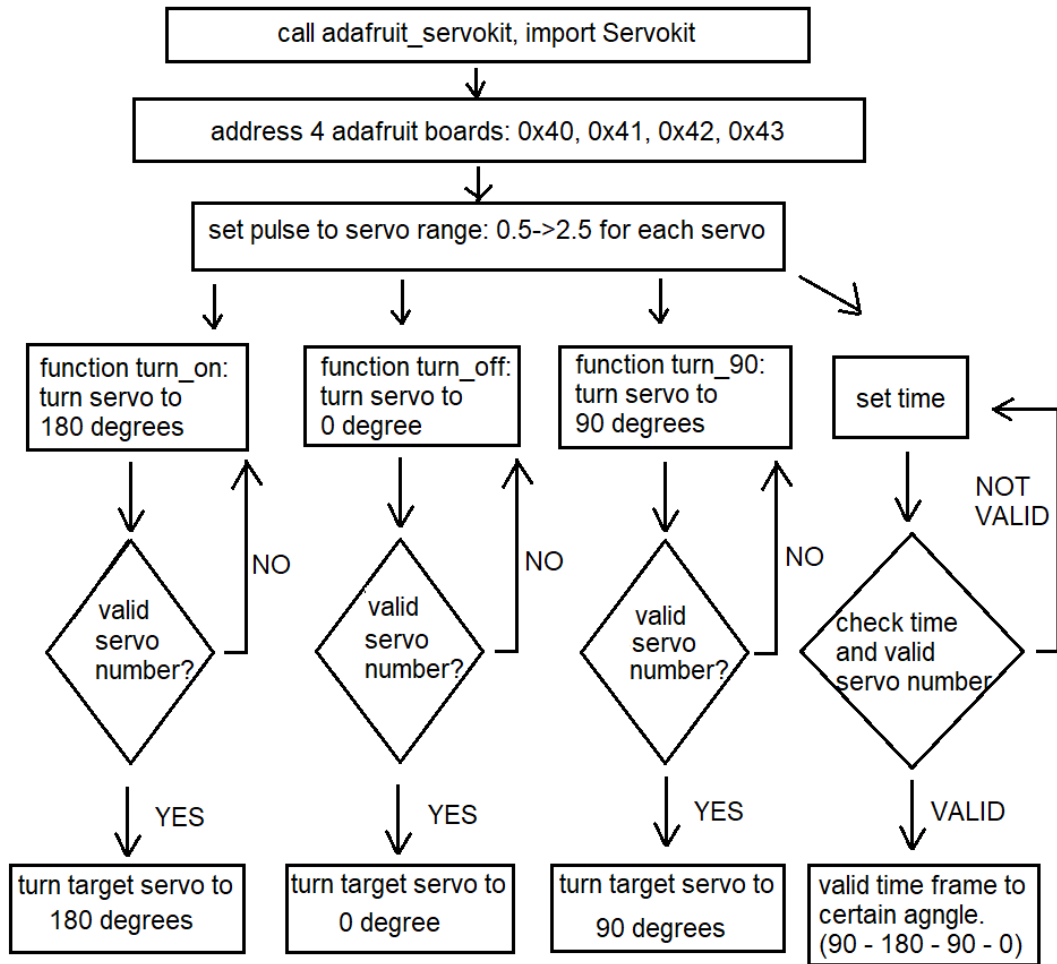 call adafruit_servokit, import Servokit
address 4 adafruit boards: 0x40, 0x41, 0x42, 0x43
set pulse to servo range: 0.5->2.5 for each servo
function turn_on:
turn servo to
180 degrees
function turn_off:
turn servo to
0 degree
function turn_90:
turn servo to
90 degrees
set time
NO
NO
NO
NOT
VALID
valid
servo
number?
valid
servo
number?
valid
servo
number?
check time
and valid
servo number
YES
YES
YES
VALID
turn target servo to
180 degrees
turn target servo to
0 degree
turn target servo to
90 degrees
valid time frame to
certain agngle.
(90 - 180 - 90 - 0)